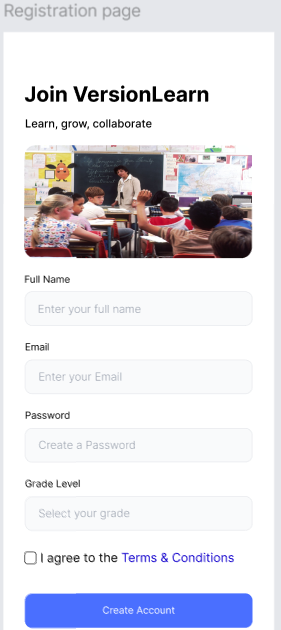 Registration page
Join VersionLearn
Learn, grow, collaborate
Full Name
Enter your full name
Email
Enter your Email
Password
Create a Password
Grade Level
Select your grade
I agree to the Terms & Conditions
Create Account